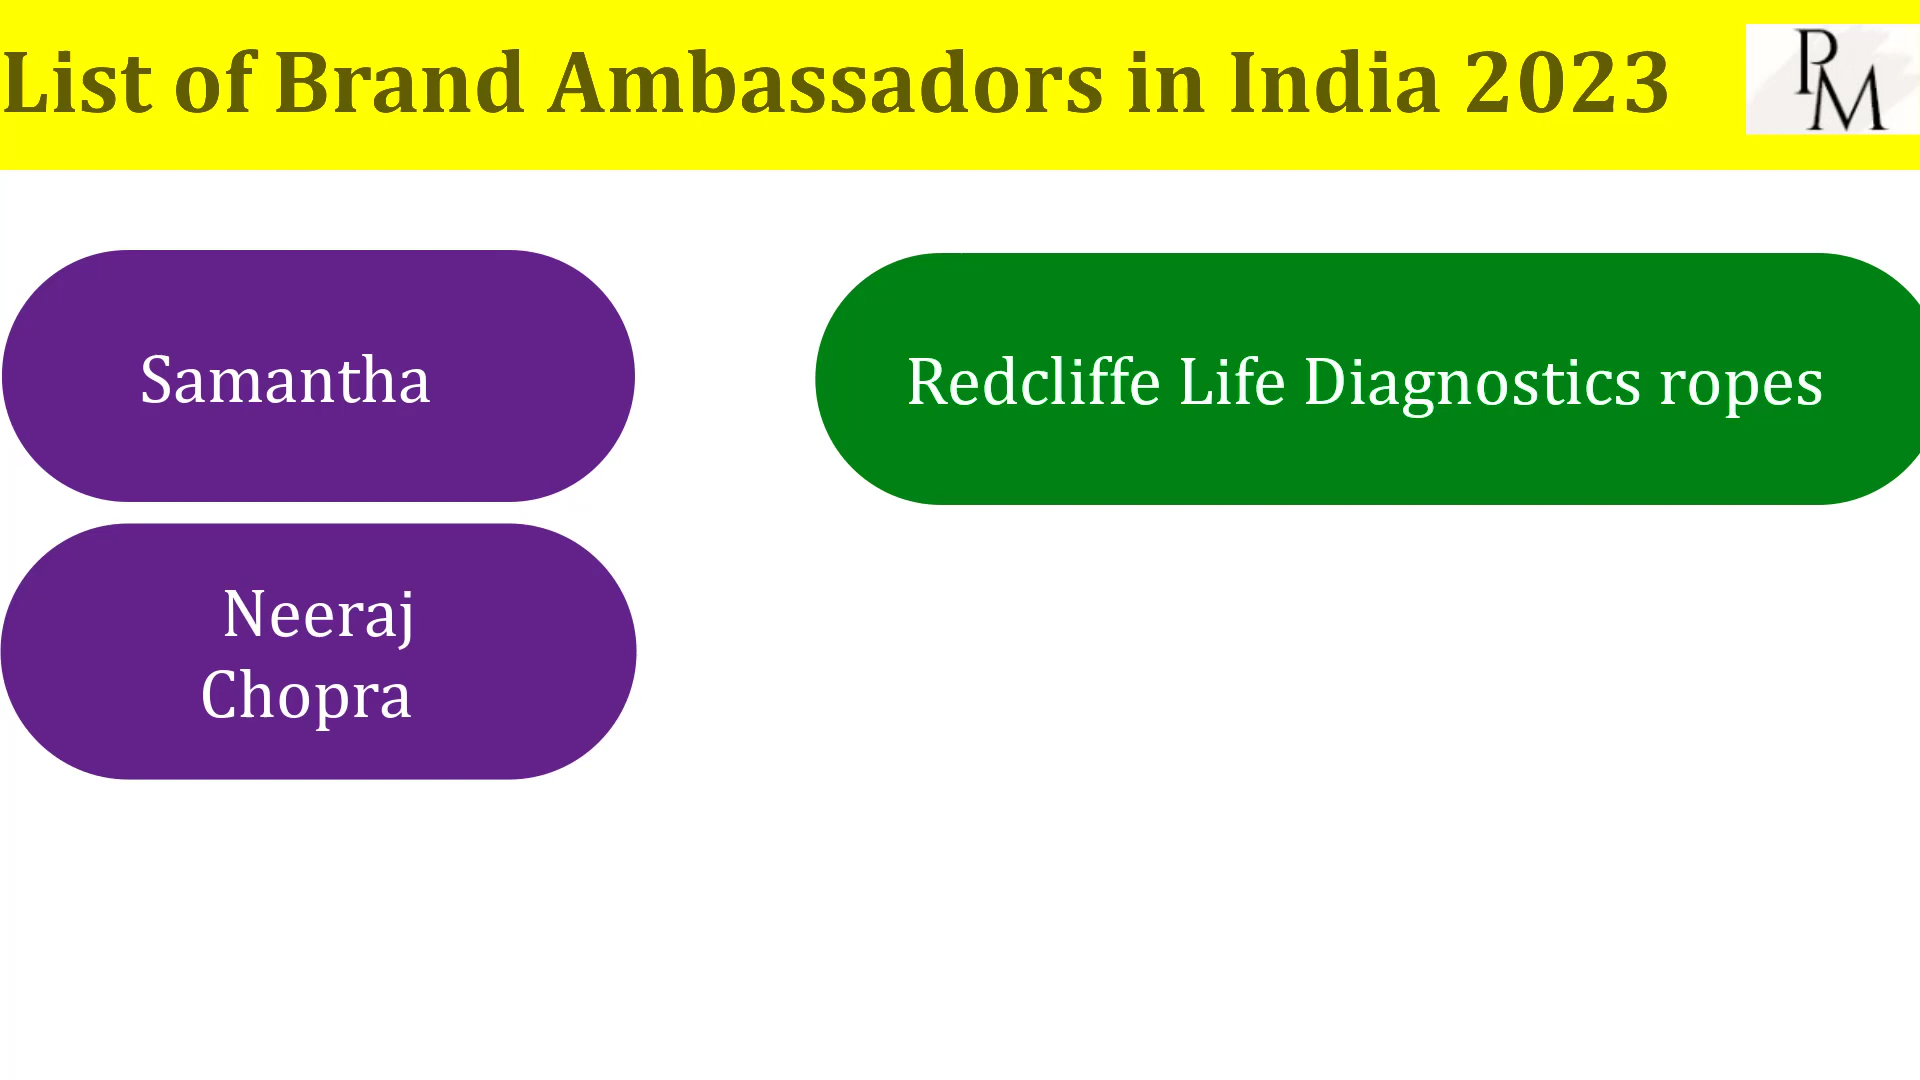 List of Brand Ambassadors in India 2023
PM
Samantha
Redcliffe Life Diagnostics ropes
Neeraj
Chopra